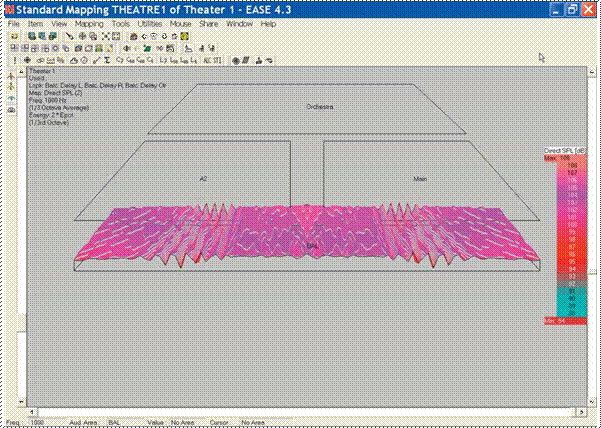 Standard Mapping THEATRE1 of Theater 1 - EASE 4.3
File Item View Mapping Tools Utilities Mouse Share Window Help
Theater 1
Used:
Lspk: Balc. Delay L, Balc. Delay R, Balc. Delay Ctr
Map: Direct SPL (Z)
Freq: 1000 Hz
(1/3 Octave Average)
Energy: 2 * Epot
(1/3rd Octave)
Orchestra
A2 Main
BAL
Direct SPL [dB]
Max. 108
108
107
106
105
104
103
102
101
100
99
98
97
96
95
94
93
92
Min. 84
Freq.: 1000 Aud.Area: BAL Value: No Area Cursor: No Area